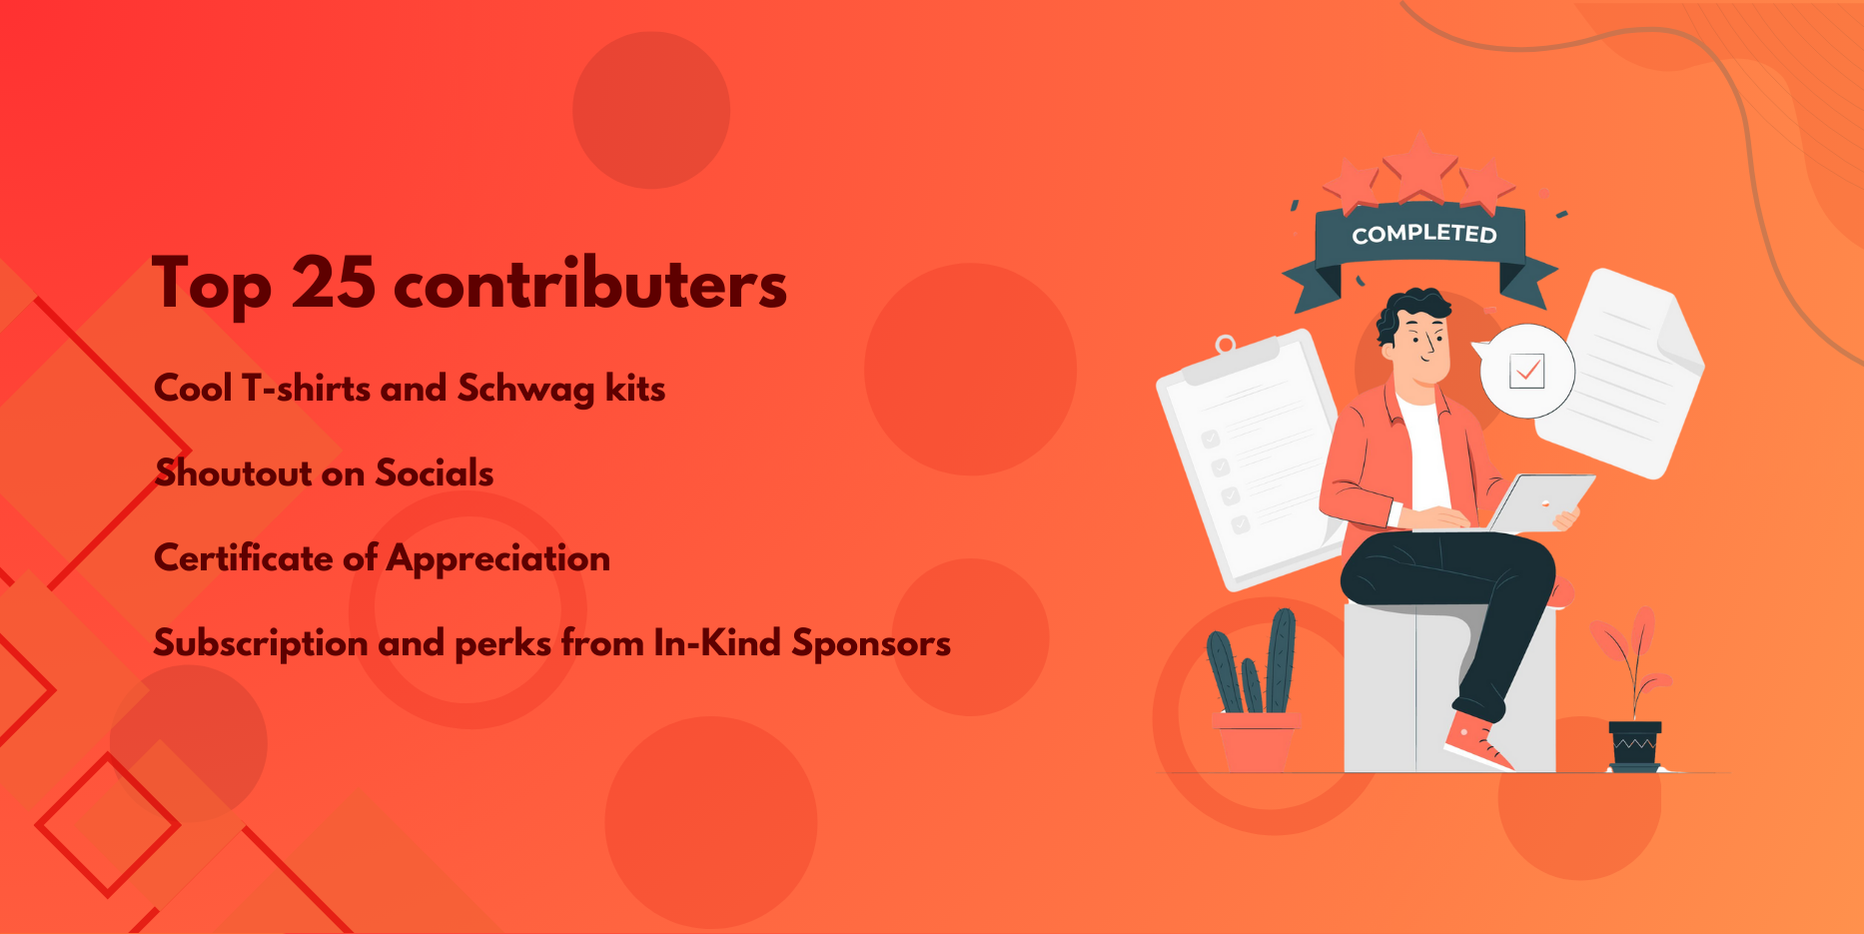 Top 25 contributers
Cool T-shirts and Schwag kits
Shoutout on Socials
Certificate of Appreciation
Subscription and perks from In-Kind Sponsors
COMPLETED